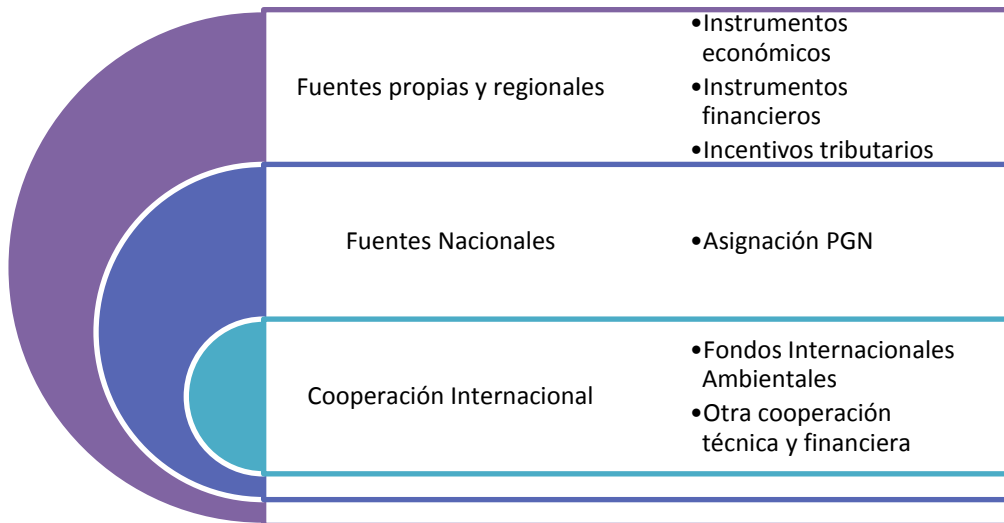 Fuentes propias y regionales
•Instrumentos
económicos
•Instrumentos
financieros
•Incentivos tributarios
Fuentes Nacionales
•Asignación PGN
Cooperación Internacional
•Fondos Internacionales
Ambientales
•Otra cooperación
técnica y financiera